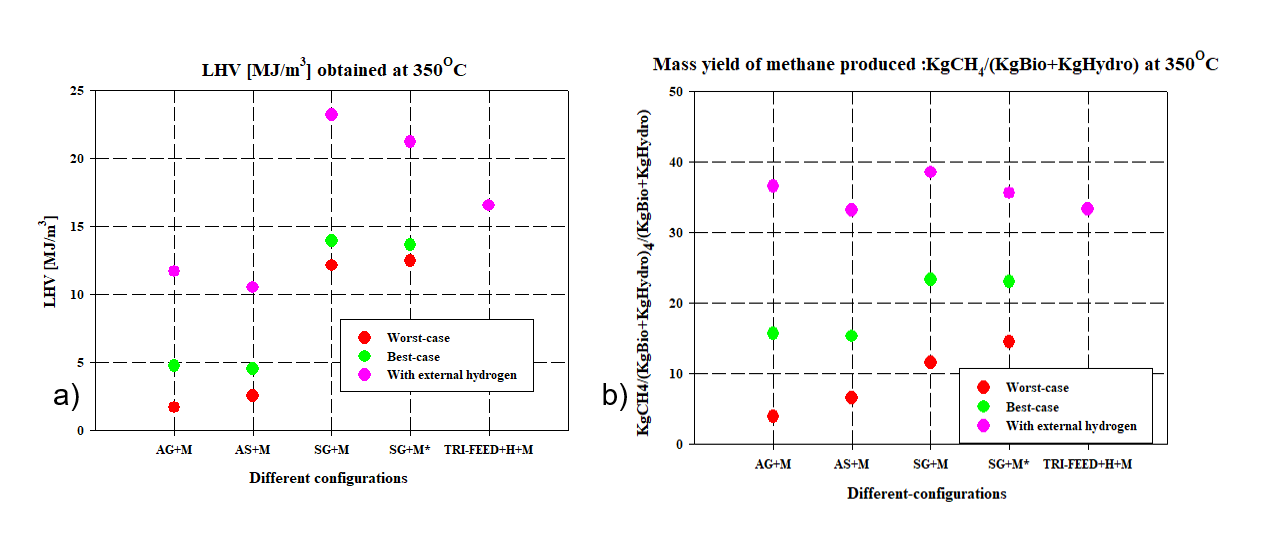 LHV [MJ/m3] obtained at 350OC
LHV [MJ/m3]
25
20
15
10
5
0
Worst-case
Best-case
With external hydrogen
a)
AG+M AS+M SG+M SG+M* TRI-FEED+H+M
Different configurations
Mass yield of methane produced :KgCH4/(KgBio+KgHydro) at 350OC
KgCH4/(KgBio+KgHydro)4/(KgBio+KgHydro)
50
40
30
20
10
0
Worst-case
Best-case
With external hydrogen
b)
AG+M AS+M SG+M SG+M* TRI-FEED+H+M
Different-configurations